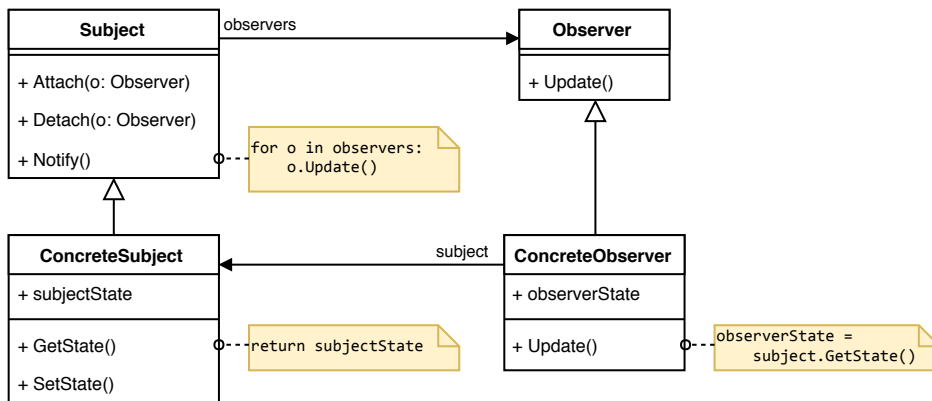 Subject
observers
Observer
+ Attach(o: Observer)
+ Detach(o: Observer)
+ Notify()
+ Update()
for o in observers:
    o.Update()
ConcreteSubject
subject
ConcreteObserver
+ subjectState
+ observerState
+ GetState()
+ SetState()
return subjectState
+ Update()
observerState =
    subject.GetState()